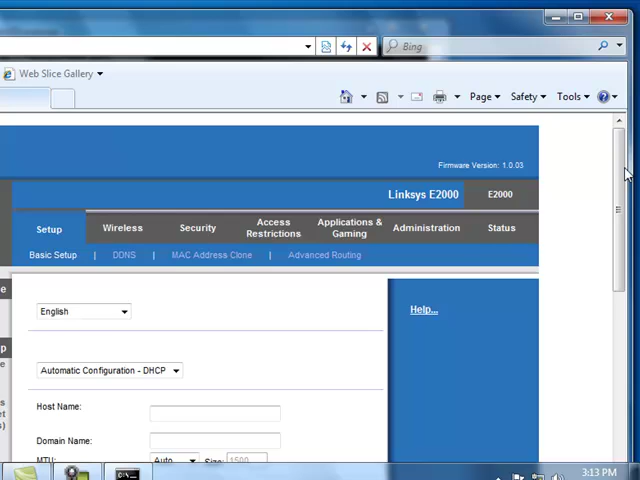 Bing
Web Slice Gallery
Page Safety Tools
Firmware Version: 1.0.03
Linksys E2000 E2000
Setup Wireless Security Access Restrictions Applications & Gaming Administration Status
Basic Setup | DDNS | MAC Address Clone | Advanced Routing
e
English
Help...
p
e
Automatic Configuration - DHCP
s
et
s)
Host Name:
Domain Name:
MTU: Auto Size: 1500
C:\_
3:13 PM